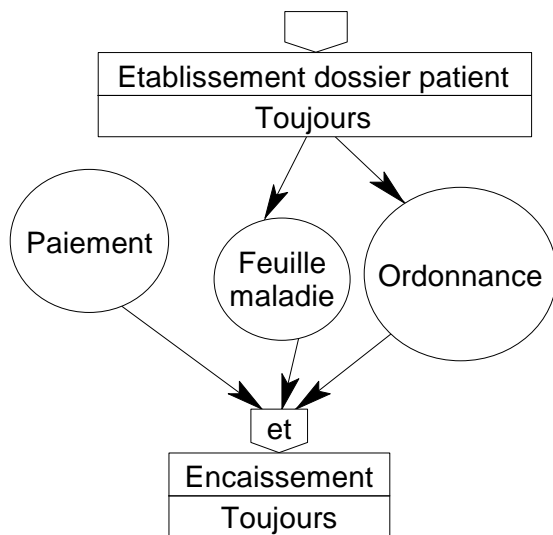 Etablissement dossier patient
Toujours
Paiement
Feuille
maladie
Ordonnance
et
Encaissement
Toujours